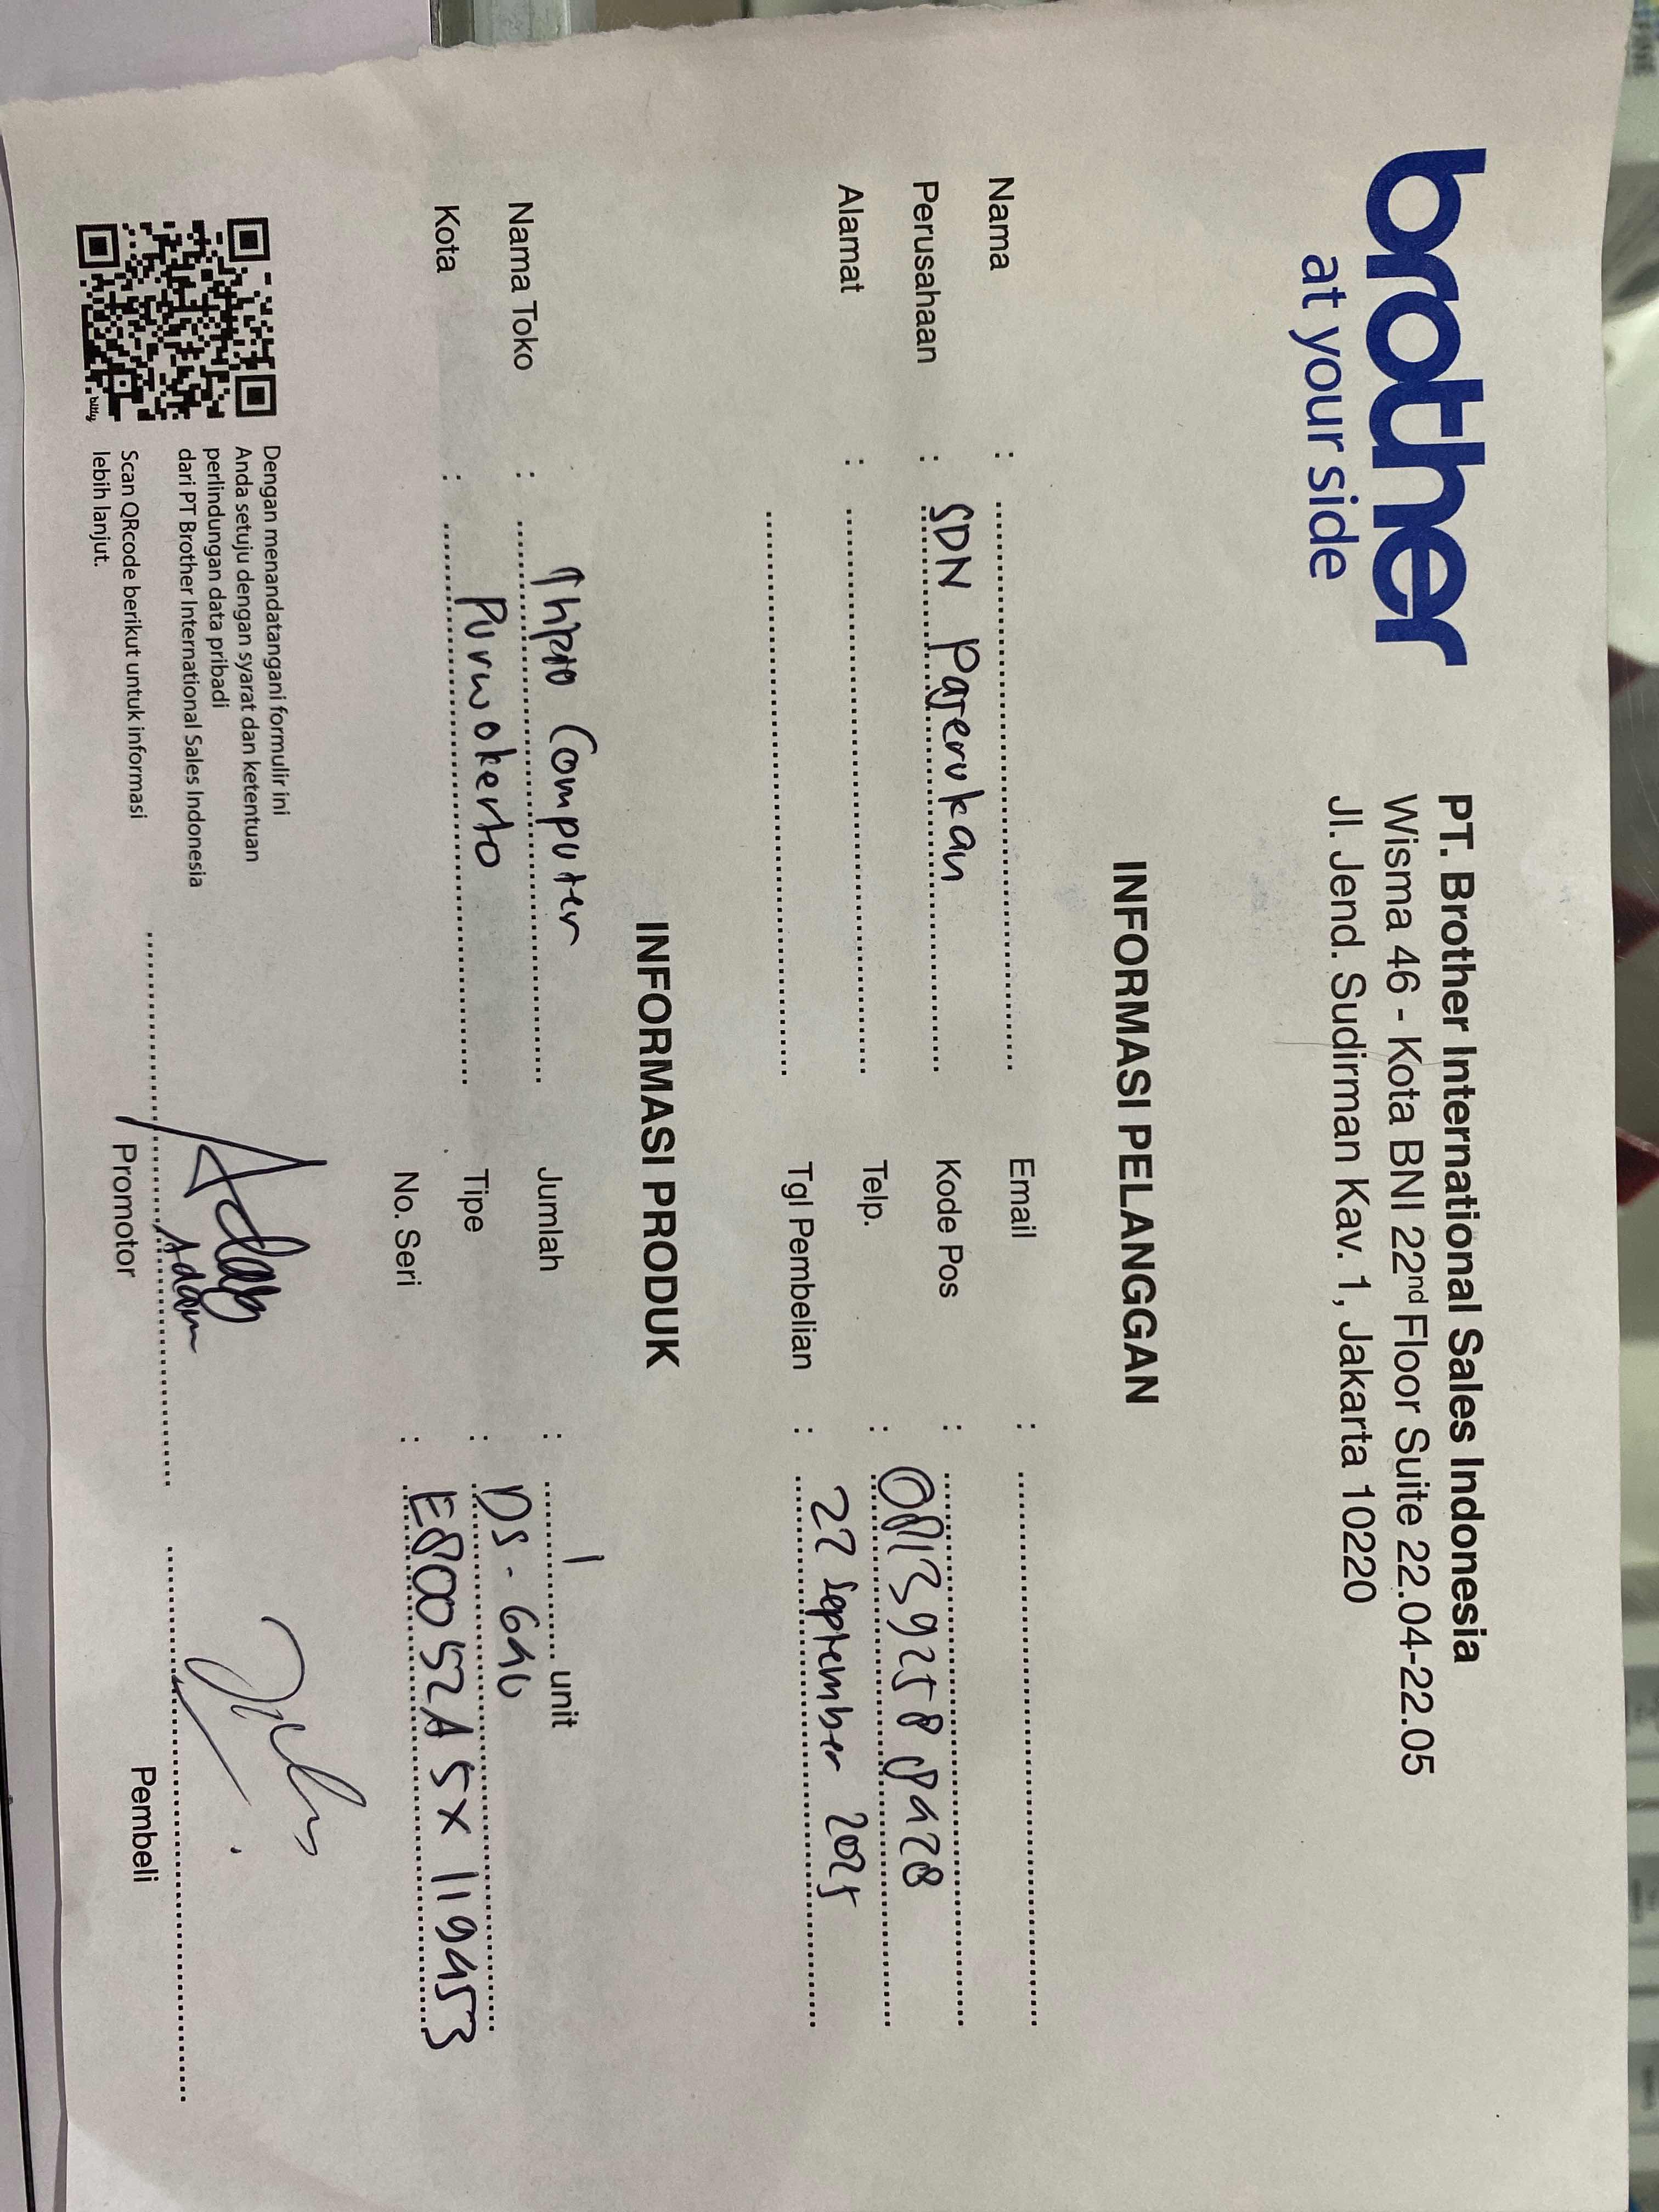 brother
at your side
PT. Brother International Sales Indonesia
Wisma 46 - Kota BNI 22nd Floor Suite 22.04-22.05
Jl. Jend. Sudirman Kav. 1, Jakarta 10220
INFORMASI PELANGGAN
Nama : Email :
Perusahaan : SDN Pagerukan Kode Pos :
Alamat : Telp. : 081392588428
Tgl Pembelian : 22 September 2025
INFORMASI PRODUK
Nama Toko : Computer Jumlah : 1 unit
Kota : Purwokerto Tipe : DS-640
No. Seri : E80052A5X119453
Dengan menandatangani formulir ini
Anda setuju dengan syarat dan ketentuan
perlindungan data pribadi
dari PT Brother International Sales Indonesia
Scan QRcode berikut untuk informasi
lebih lanjut.
bitly
Adam
Promotor Pembeli